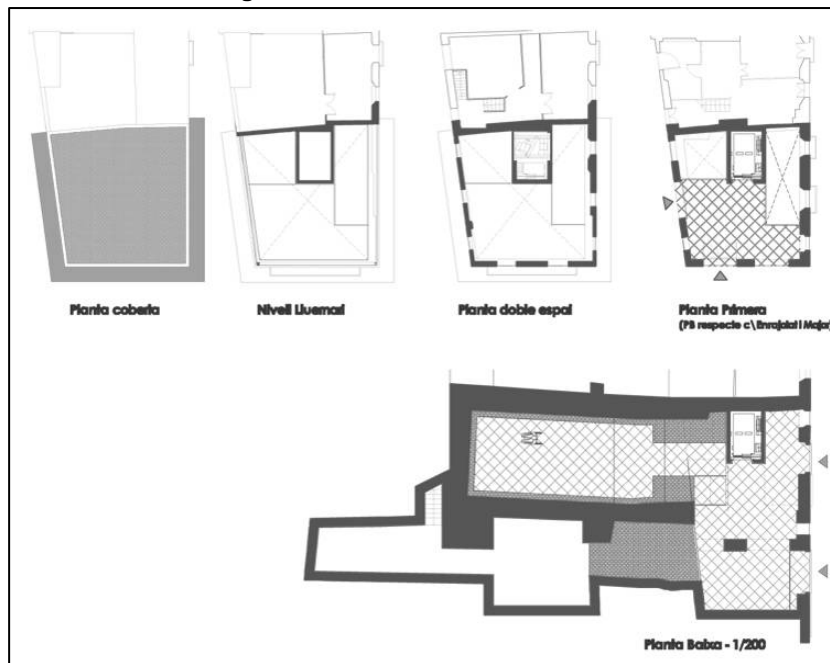 Planta coberta
Nivell Lluernari
Planta doble espai
Planta Primera
(PB respecte c\Enrajolat i Major)
Planta Baixa - 1/200